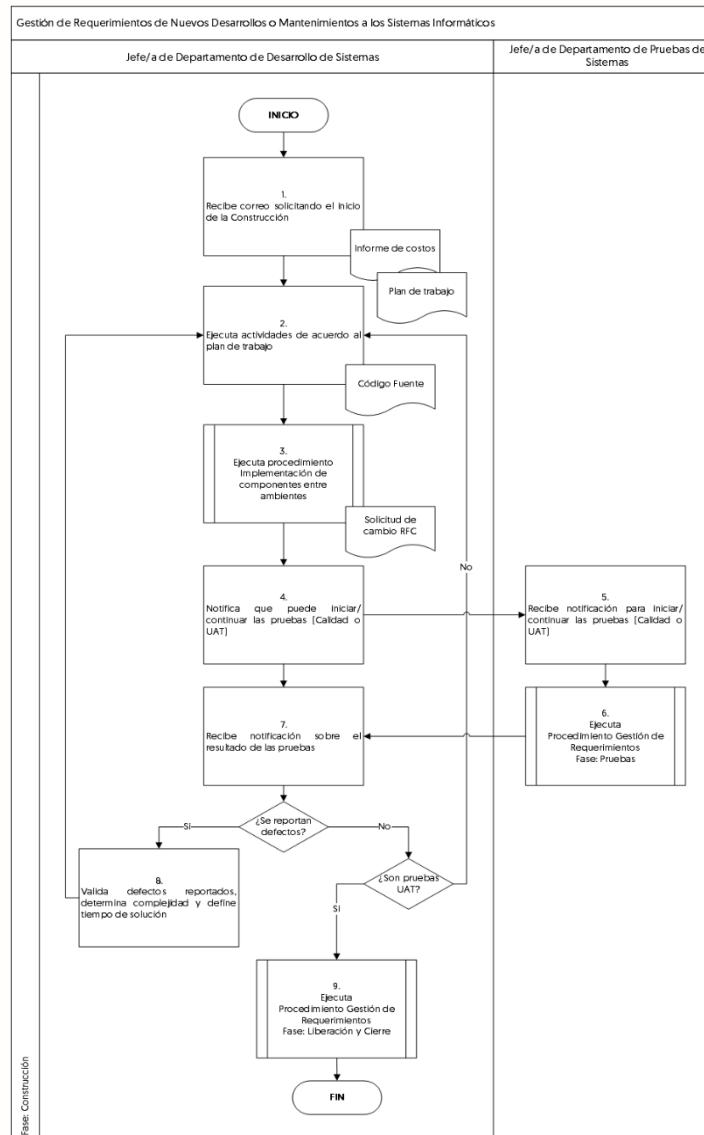 Gestión de Requerimientos de Nuevos Desarrollos o Mantenimientos a los Sistemas Informáticos
Jefe/a de Departamento de Desarrollo de Sistemas
Jefe/a de Departamento de Pruebas de
Sistemas
INICIO
1.
Recibe correo solicitando el inicio
de la Construcción
Informe de costos
Plan de trabajo
2.
Ejecuta actividades de acuerdo al
plan de trabajo
Código Fuente
3.
Ejecuta procedimiento
Implementación de
componentes entre
ambientes
Solicitud de
cambio RFC
No
4.
Notifica que puede iniciar/
continuar las pruebas (Calidad o
UAT)
5.
Recibe notificación para iniciar/
continuar las pruebas (Calidad o
UAT)
6.
Ejecuta
Procedimiento Gestión de
Requerimientos
Fase: Pruebas
7.
Recibe notificación sobre el
resultado de las pruebas
¿Se reportan
defectos?
Si
No
8.
Valida defectos reportados,
determina complejidad y define
tiempo de solución
¿Son pruebas
UAT?
Si
9.
Ejecuta
Procedimiento Gestión de
Requerimientos
Fase: Liberación y Cierre
FIN
Fase: Construcción